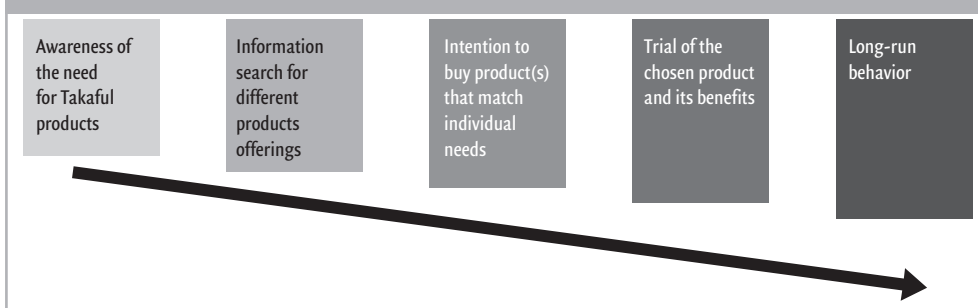 Awareness of
the need
for Takaful
products
Information
search for
different
products
offerings
Intention to
buy product(s)
that match
individual
needs
Trial of the
chosen product
and its benefits
Long-run
behavior